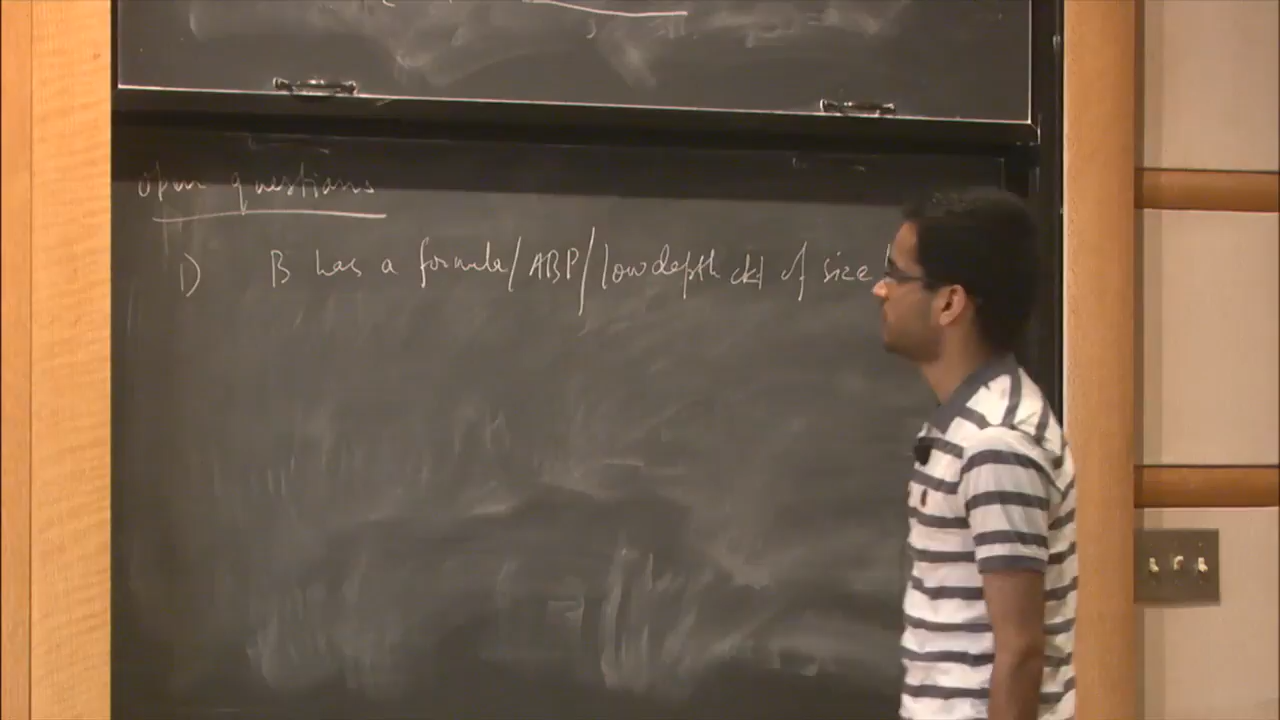 open questions
1) B has a formula/ABP/low depth ckt of size